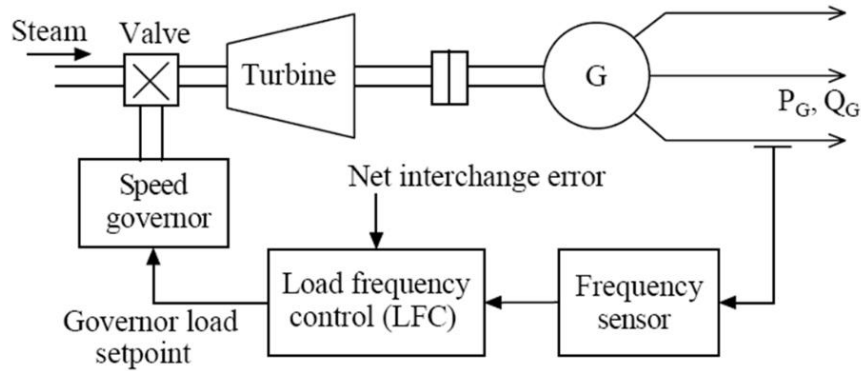 Steam
Valve
Turbine
G
P_G, Q_G
Speed
governor
Net interchange error
Load frequency
control (LFC)
Frequency
sensor
Governor load
setpoint